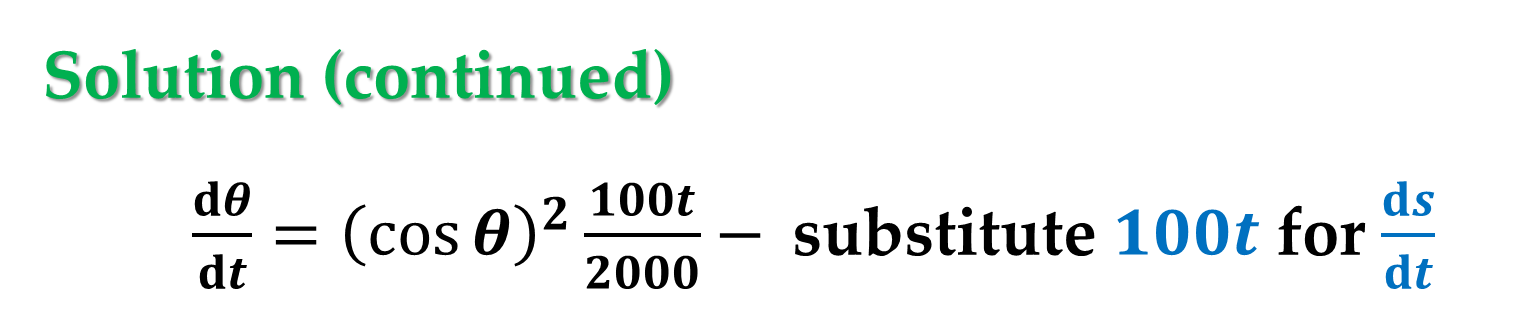 Solution (continued)
dθ/dt = (cos θ)² 100t/2000 − substitute 100t for ds/dt